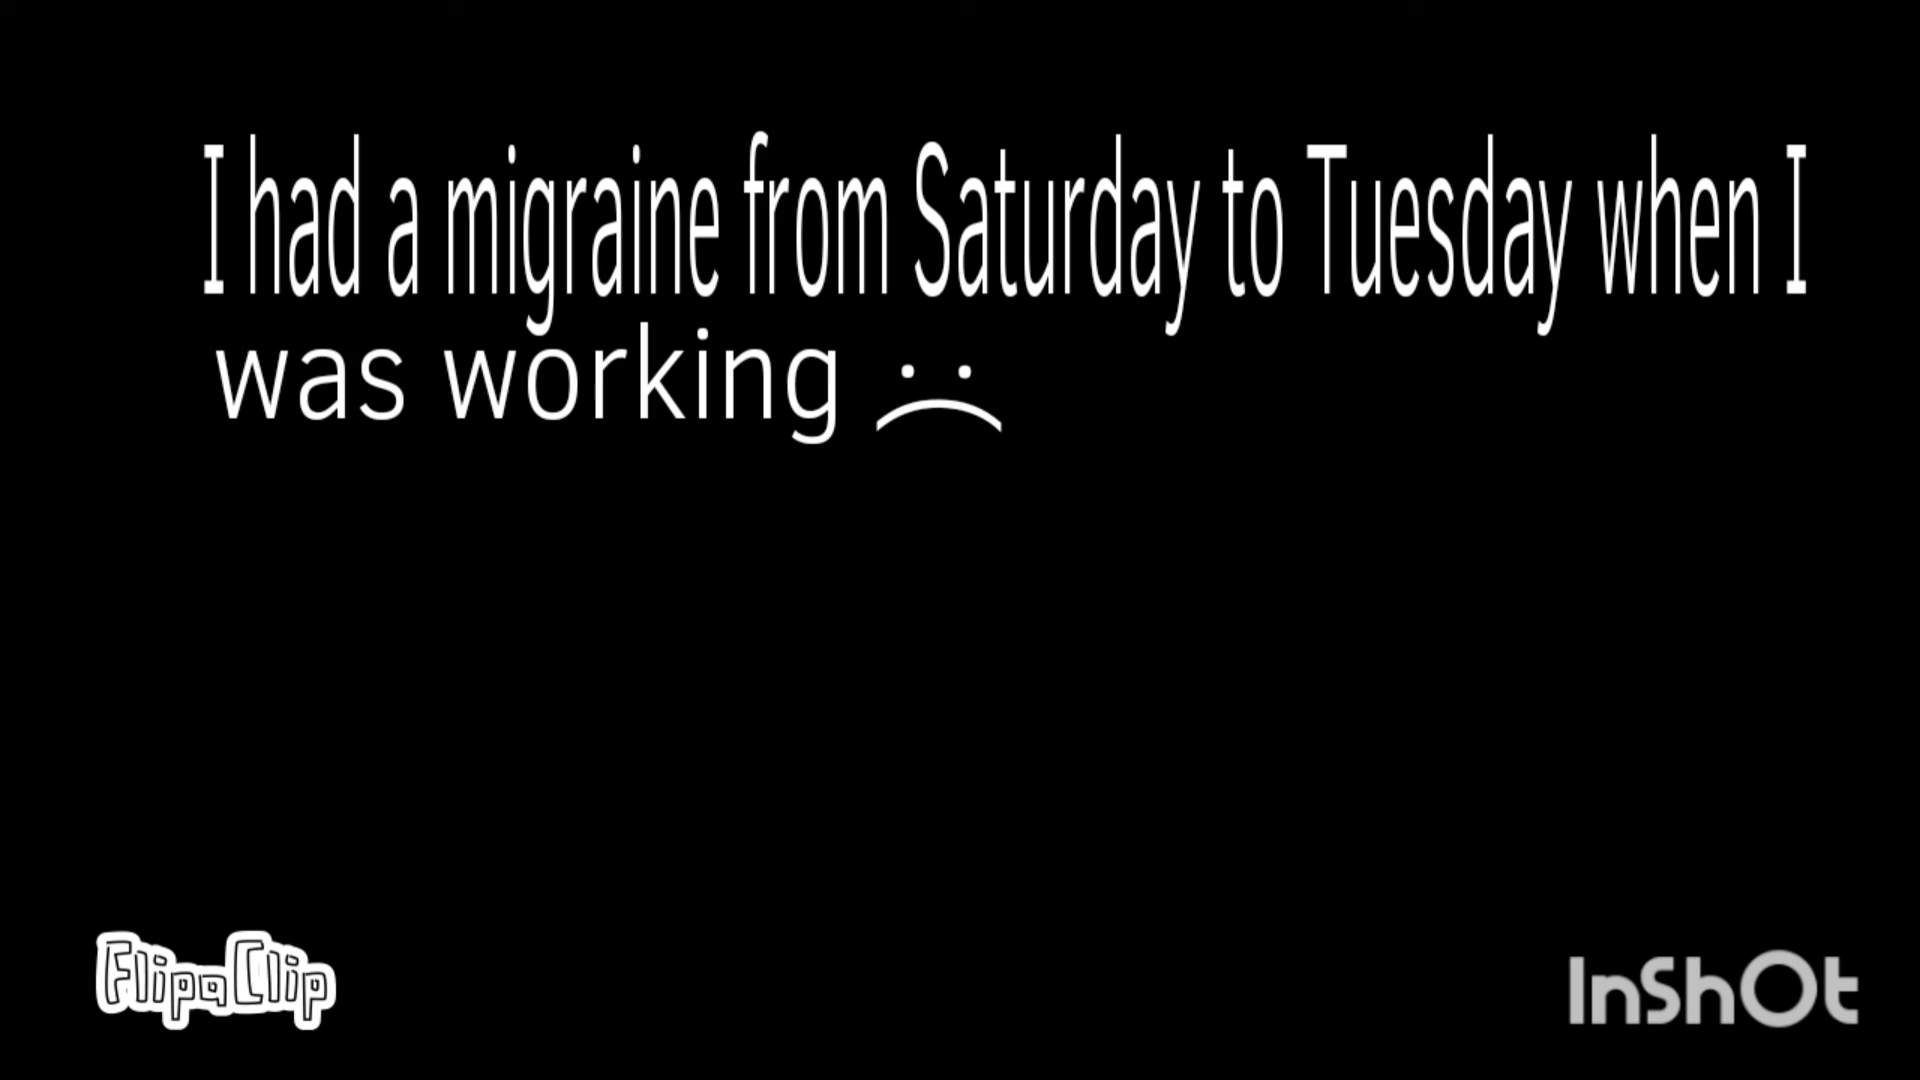 I had a migraine from Saturday to Tuesday when I
was working :(
FlipaClip
InShOt